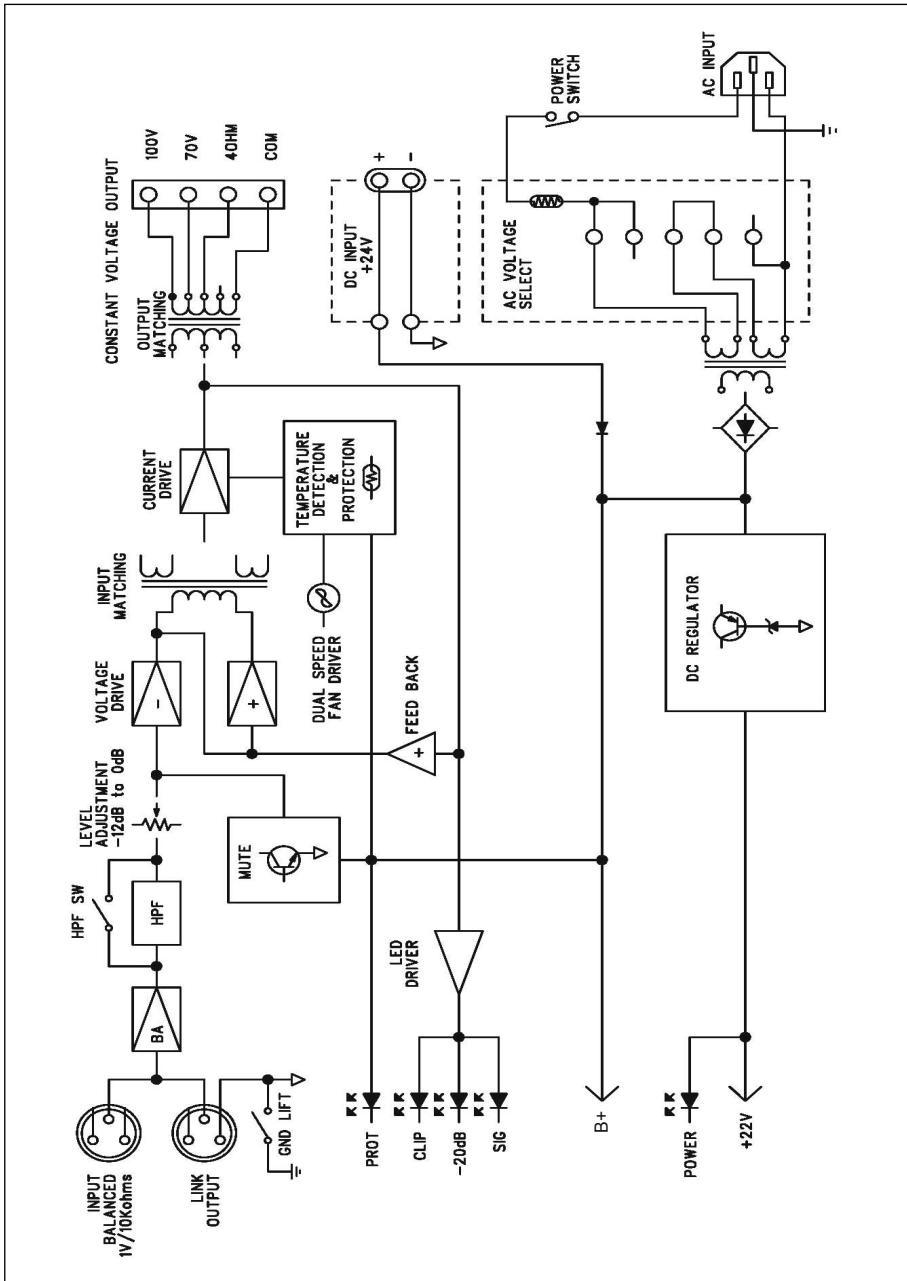 INPUT
BALANCED
1V/10Kohms
LINK
OUTPUT
GND LIFT
BA
HPF SW
HPF
LEVEL
ADJUSTMENT
-12dB to 0dB
MUTE
VOLTAGE
DRIVE
-
+
INPUT
MATCHING
CURRENT
DRIVE
OUTPUT
MATCHING
CONSTANT VOLTAGE OUTPUT
100V
70V
4OHM
COM
DUAL SPEED
FAN DRIVER
TEMPERATURE
DETECTION
&
PROTECTION
FEED BACK
+
LED
DRIVER
PROT
CLIP
-20dB
SIG
DC INPUT
+24V
+
-
B+
POWER
SWITCH
AC INPUT
AC VOLTAGE
SELECT
DC REGULATOR
POWER
+22V